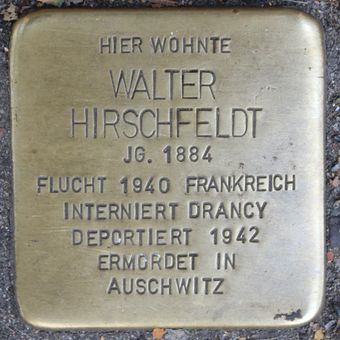 HIER WOHNTE
WALTER
HIRSCHFELDT
JG. 1884
FLUCHT 1940 FRANKREICH
INTERNIERT DRANCY
DEPORTIERT 1942
ERMORDET IN
AUSCHWITZ